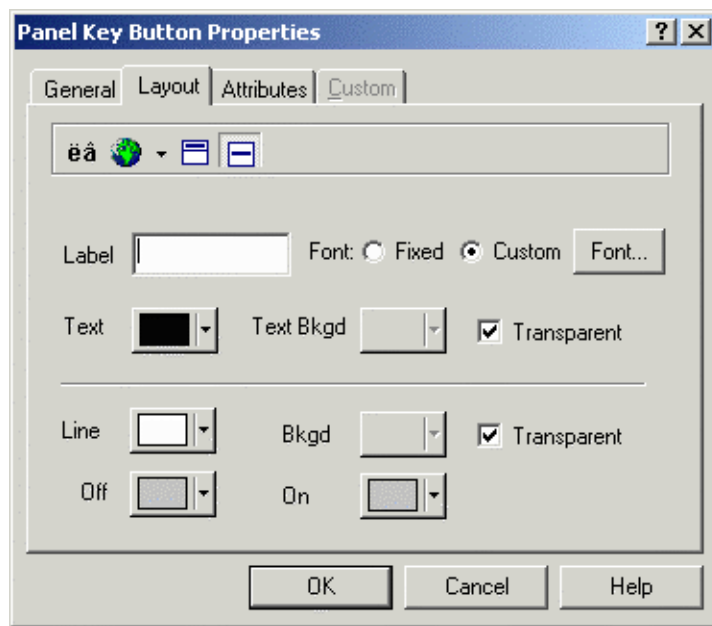 Panel Key Button Properties ? X
General Layout Attributes Custom
ëâ
Label Font: Fixed Custom Font...
Text Text Bkgd Transparent
Line Bkgd Transparent
Off On
OK Cancel Help